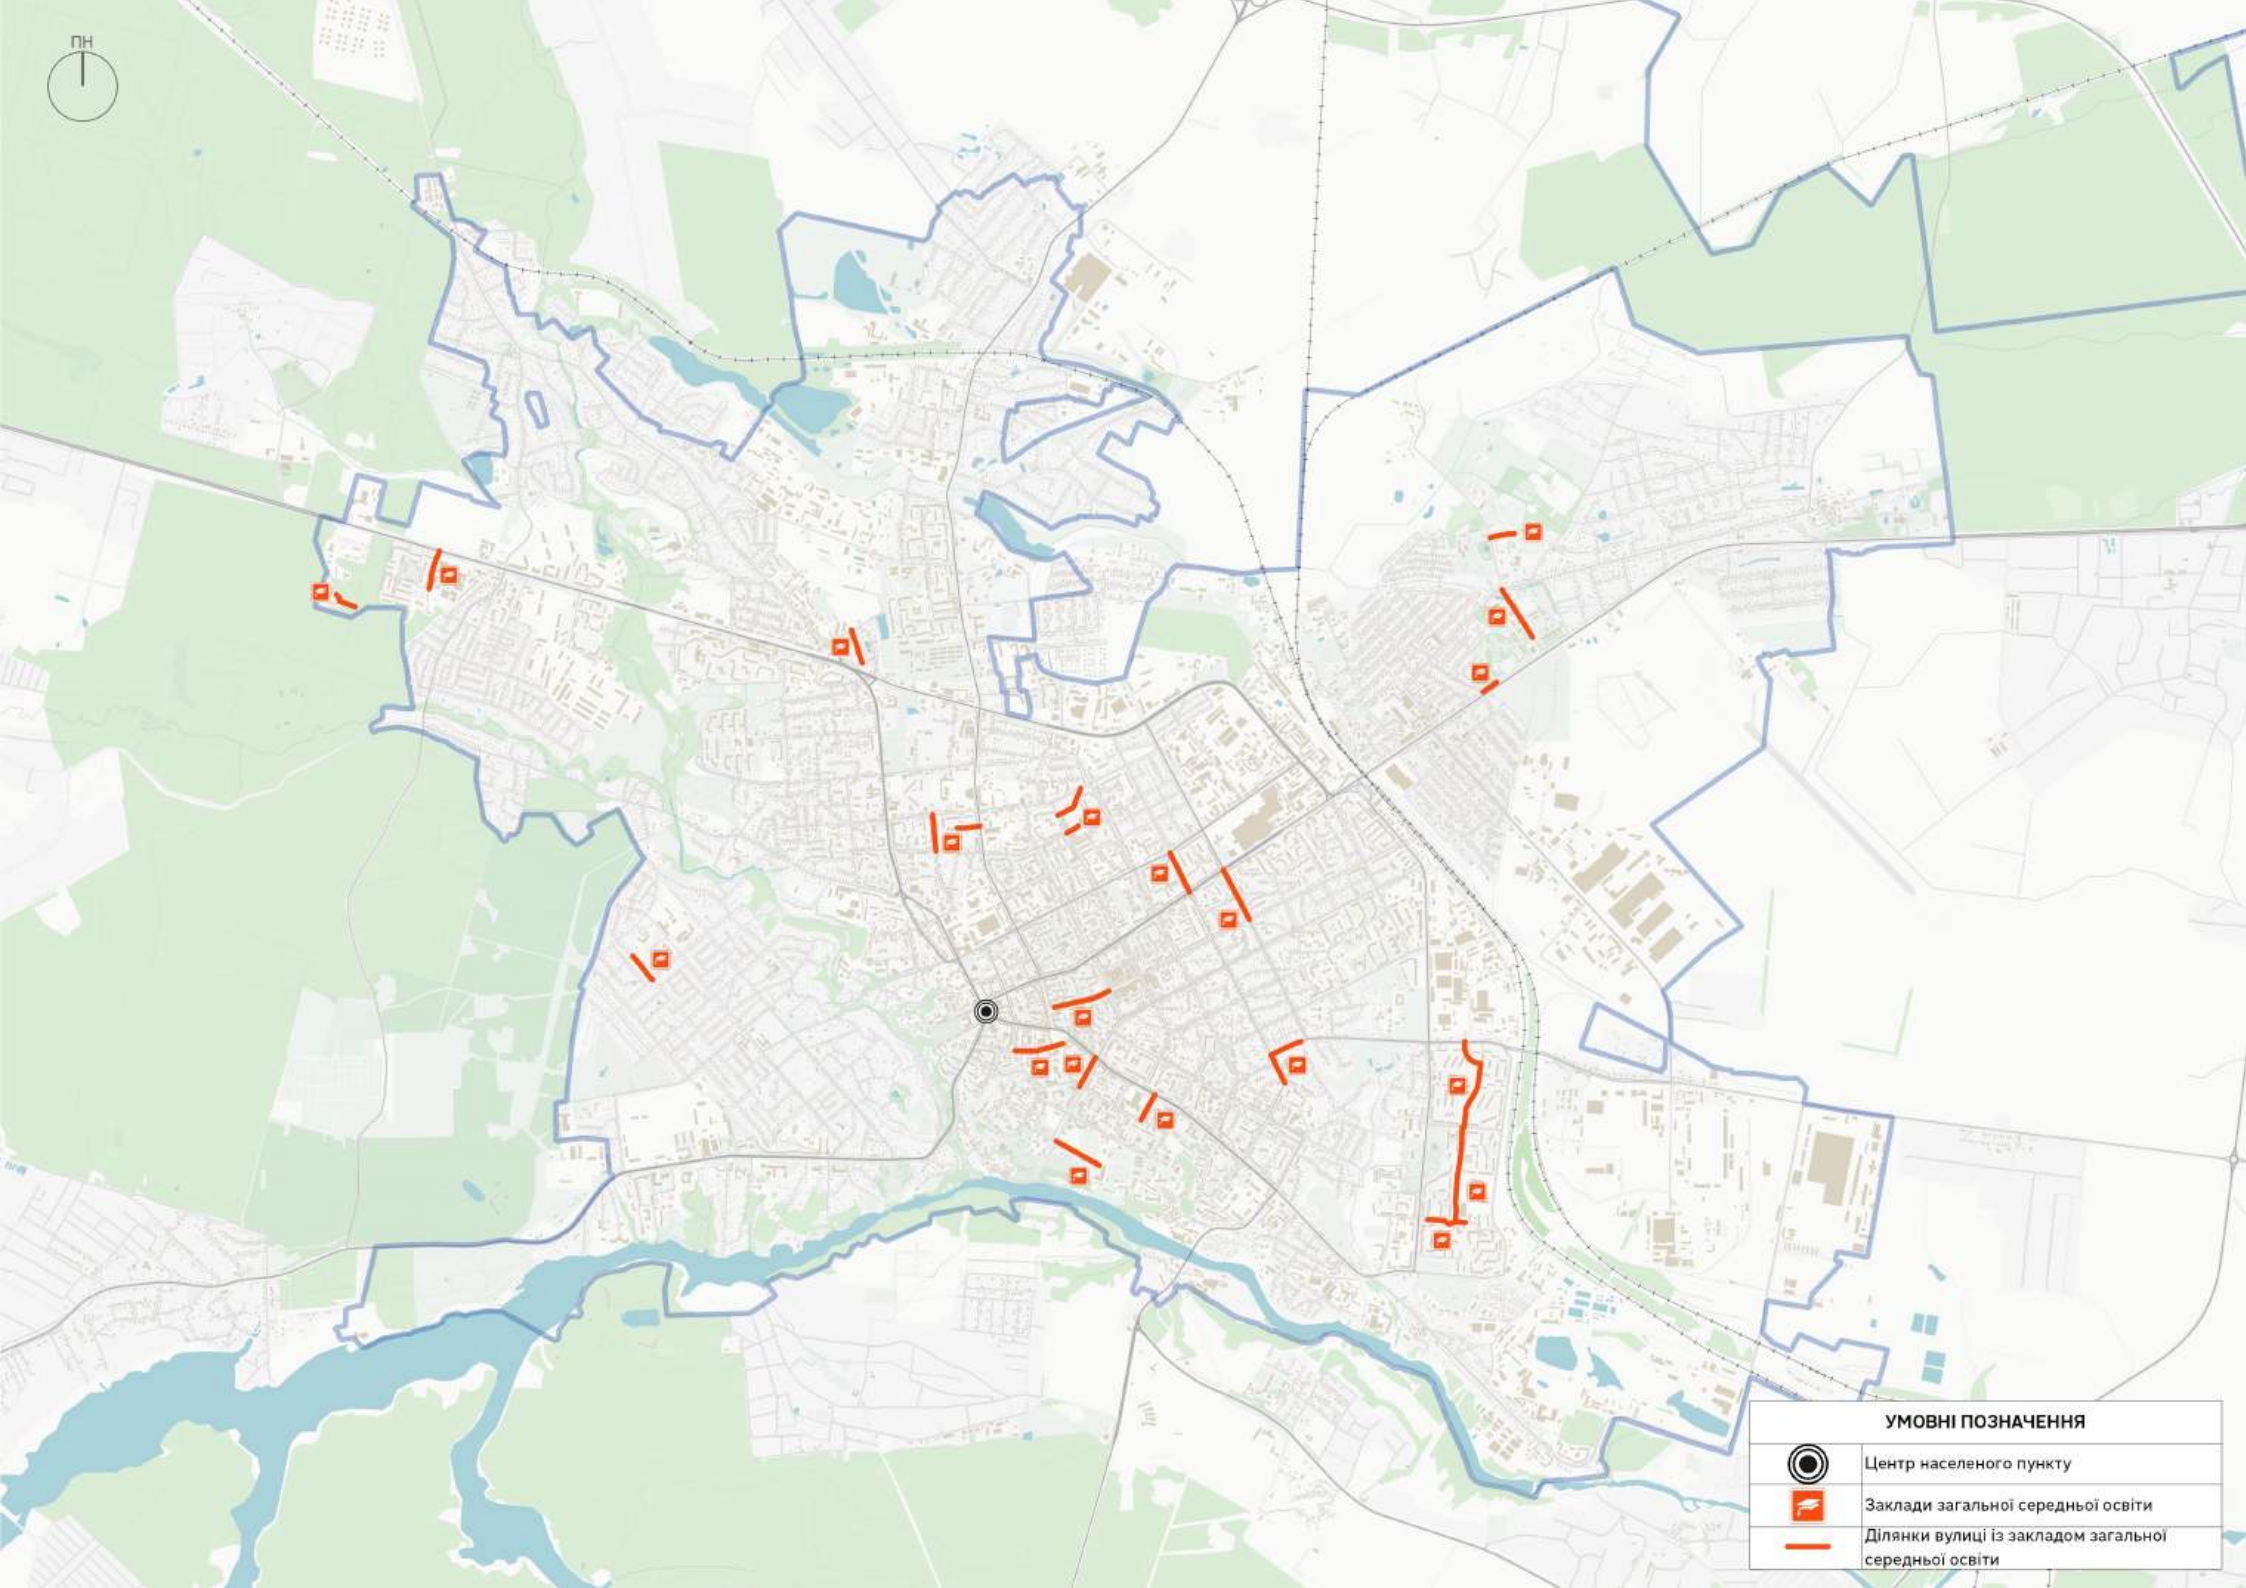 ПН
УМОВНІ ПОЗНАЧЕННЯ
Центр населеного пункту
Заклади загальної середньої освіти
Ділянки вулиці із закладом загальної
середньої освіти